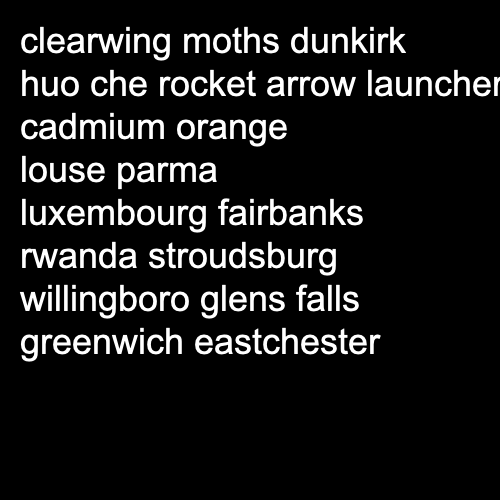 clearwing moths dunkirk
huo che rocket arrow launcher
cadmium orange
louse parma
luxembourg fairbanks
rwanda stroudsburg
willingboro glens falls
greenwich eastchester